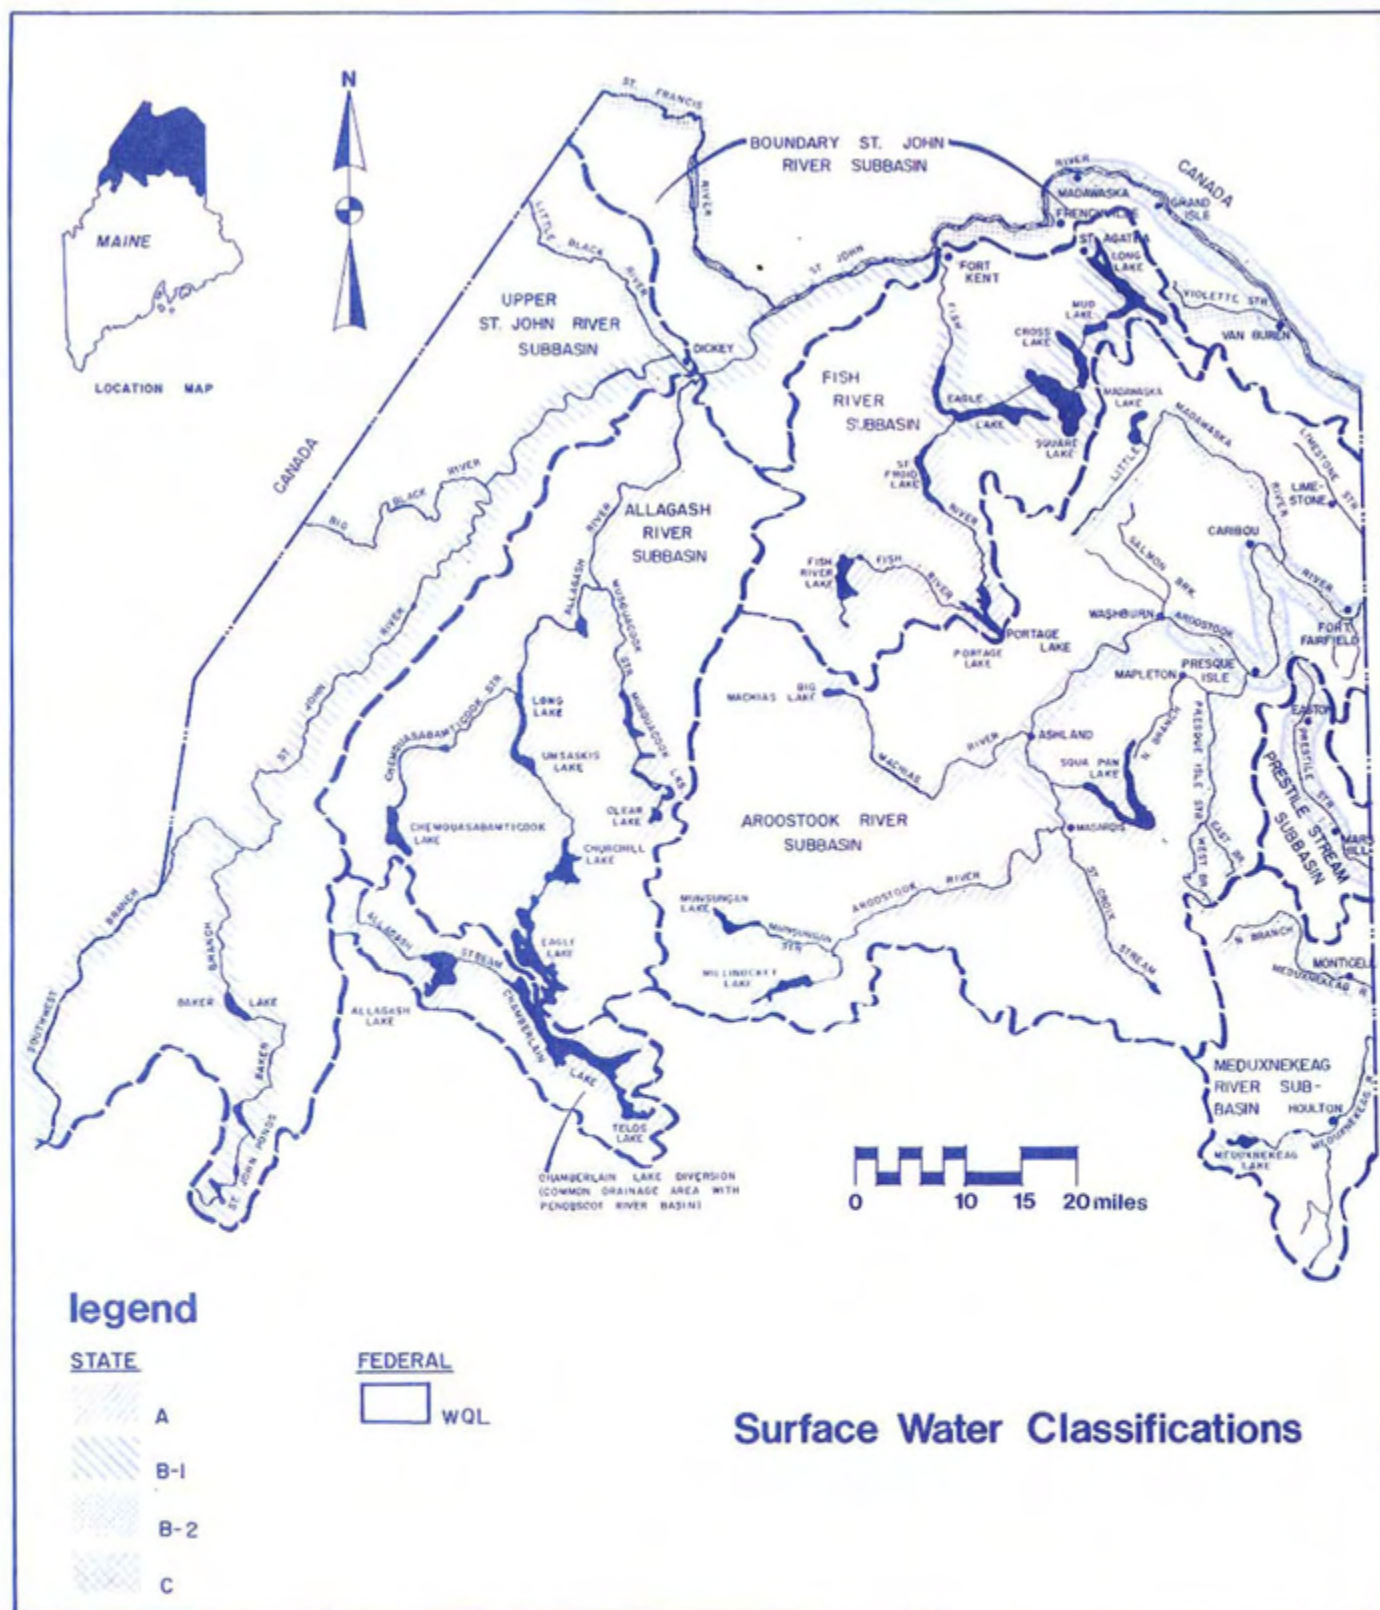 N
MAINE
LOCATION MAP
ST. FRANCIS
RIVER
BOUNDARY ST. JOHN
RIVER SUBBASIN
RIVER
MADAWASKA
FRENCHVILLE
CANADA
GRAND
ISLE
ST. AGATHA
LONG
LAKE
LITTLE
BLACK
RIVER
ST. JOHN
FORT
KENT
UPPER
ST. JOHN RIVER
SUBBASIN
DICKEY
FISH
MUD
LAKE
CROSS
LAKE
VIOLETTE STR.
VAN BUREN
FISH
RIVER
SUBBASIN
EAGLE
LAKE
SQUARE
LAKE
MADAWASKA
LAKE
LITTLE
MADAWASKA
RIVER
LIMESTONE STR.
LIME-
STONE
CANADA
BIG
BLACK
RIVER
ST.
FROID
LAKE
RIVER
ALLAGASH
RIVER
SUBBASIN
RIVER
ALLAGASH
MUSQUACOOK
STR.
MUSQUACOOK
LKS.
FISH
RIVER
LAKE
FISH
RIVER
PORTAGE
LAKE
PORTAGE
LAKE
SALMON BRK.
CARIBOU
RIVER
WASHBURN
AROOSTOOK
FORT
FAIRFIELD
RIVER
ST. JOHN
CHEMQUASABAMTICOOK STR.
LONG
LAKE
UMSASKIS
LAKE
BIG
MACHIAS LAKE
MACHIAS
RIVER
MAPLETON
PRESQUE
ISLE
EASTON
ASHLAND
N. BRANCH
SQUA PAN
LAKE
PRESQUE ISLE STR.
PRESTILE
STR.
PRESTILE STREAM
SUBBASIN
MARS
HILL
CLEAR
LAKE
CHEMQUASABAMTICOOK
LAKE
CHURCHILL
LAKE
AROOSTOOK RIVER
SUBBASIN
MASARDIS
EAST BR.
WEST BR.
ST. CROIX
STREAM
SOUTHWEST
BRANCH
BRANCH
BAKER
LAKE
BAKER
ST. JOHN PONDS
ALLAGASH
STREAM
ALLAGASH
LAKE
EAGLE
LAKE
CHAMBERLAIN
LAKE
TELOS
LAKE
MUNSUNGAN
LAKE
MUNSUNGAN
AROOSTOOK
RIVER
MILLINOCKET
LAKE
N. BRANCH
MEDUXNEKEAG R.
MONTICELL
MEDUXNEKEAG
RIVER SUB-
BASIN
HOULTON
MEDUXNEKEAG R.
MEDUXNEKEAG
LAKE
CHAMBERLAIN LAKE DIVERSION
(COMMON DRAINAGE AREA WITH
PENOBSCOT RIVER BASIN)
0 10 15 20 miles
legend
STATE
FEDERAL
A
WQL
B-1
B-2
C
Surface Water Classifications